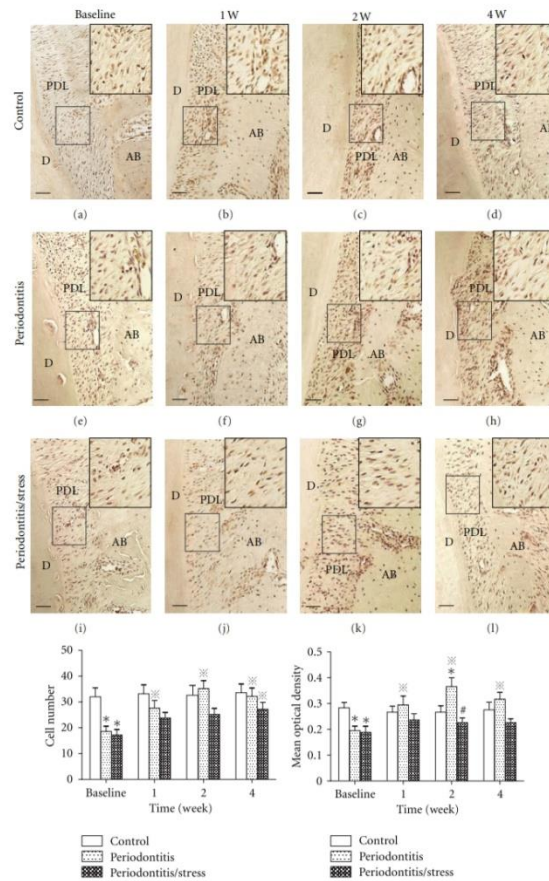 Baseline 1 W 2 W 4 W
Control
PDL D AB
D PDL AB
D PDL AB
PDL D AB
(a) (b) (c) (d)
Periodontitis
PDL D AB
PDL D AB
D PDL AB
PDL D AB
(e) (f) (g) (h)
Periodontitis/stress
PDL D AB
D PDL AB
D PDL AB
PDL D AB
(i) (j) (k) (l)
Cell number
50
40
30
20
10
0
* * ※ ※ ※ ※
Baseline 1 2 4
Time (week)
Control
Periodontitis
Periodontitis/stress
Mean optical density
0.5
0.4
0.3
0.2
0.1
0
* * ※ ※ * # ※
Baseline 1 2 4
Time (week)
Control
Periodontitis
Periodontitis/stress